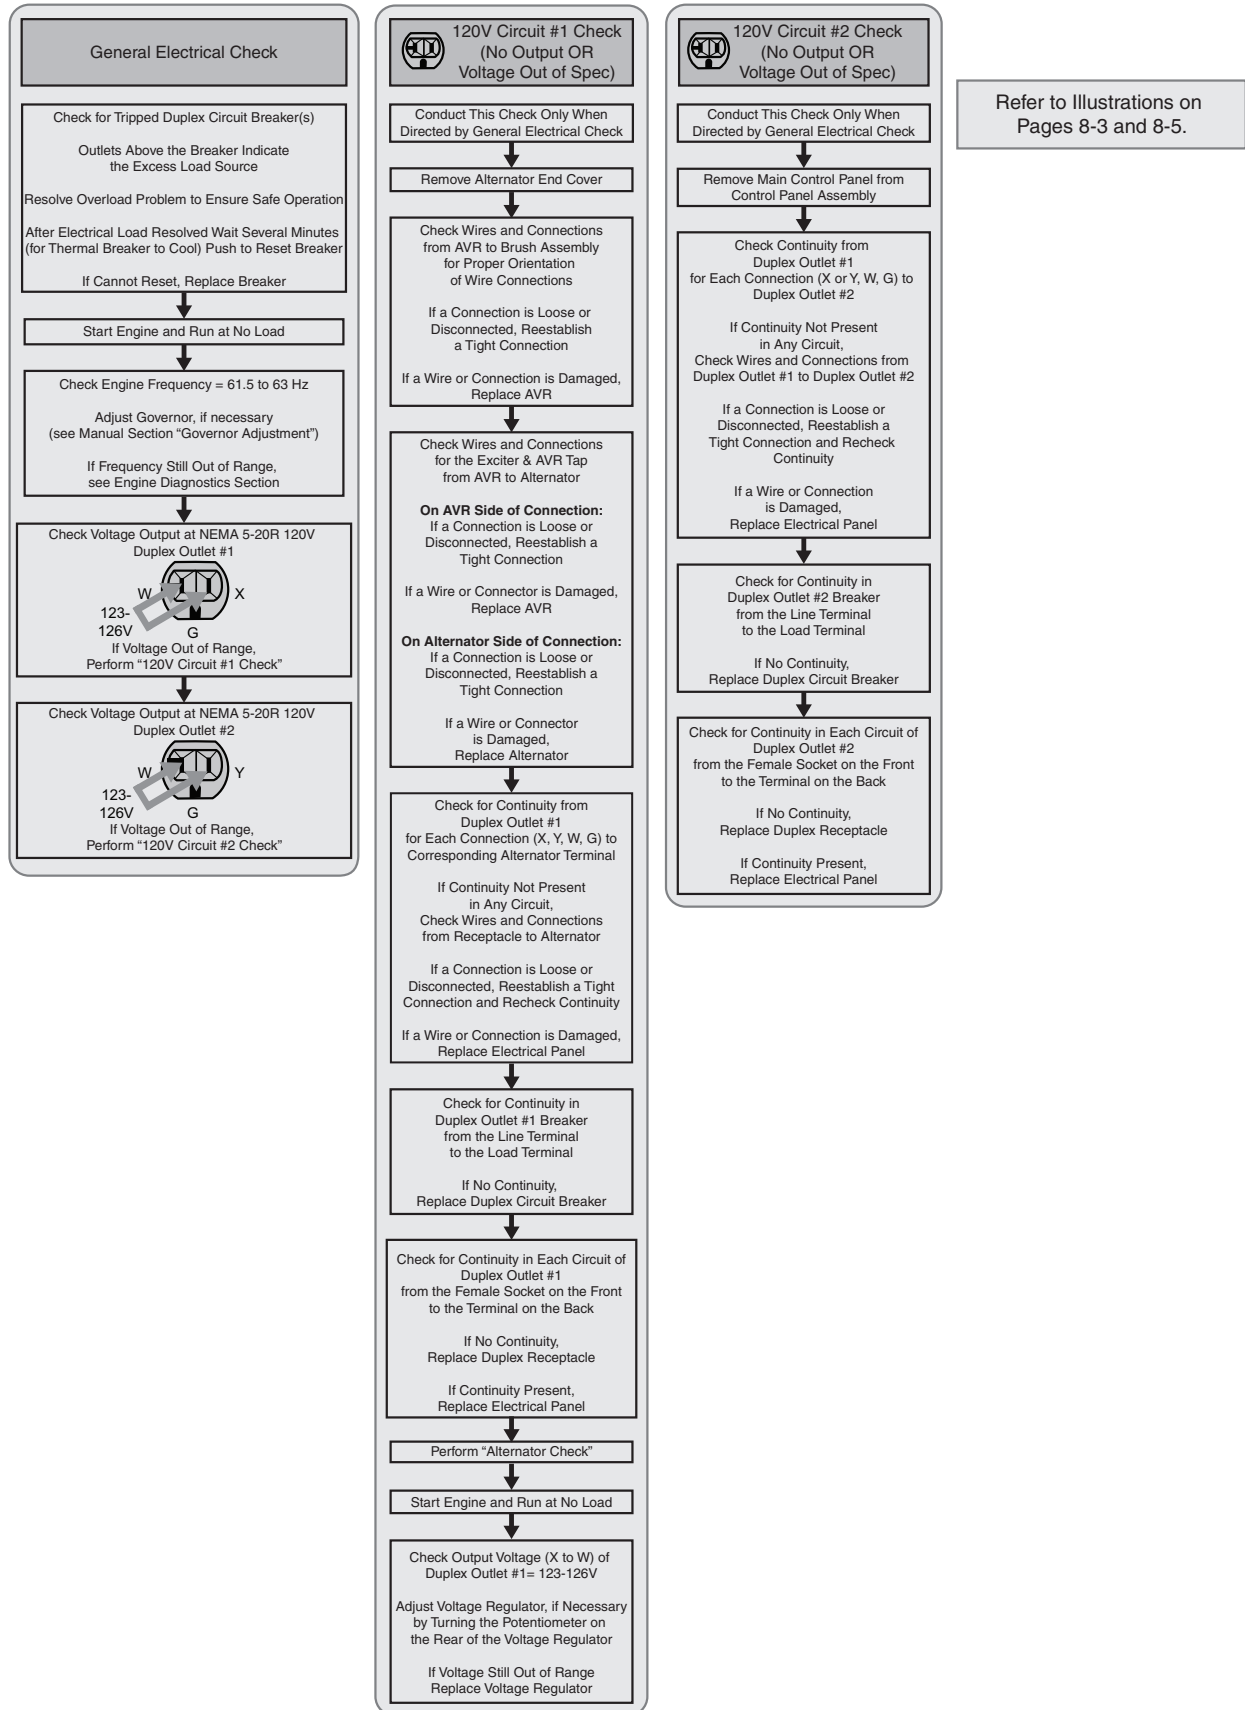 General Electrical Check
Check for Tripped Duplex Circuit Breaker(s)
Outlets Above the Breaker Indicate
the Excess Load Source
Resolve Overload Problem to Ensure Safe Operation
After Electrical Load Resolved Wait Several Minutes
(for Thermal Breaker to Cool) Push to Reset Breaker
If Cannot Reset, Replace Breaker
Start Engine and Run at No Load
Check Engine Frequency = 61.5 to 63 Hz
Adjust Governor, if necessary
(see Manual Section “Governor Adjustment”)
If Frequency Still Out of Range,
see Engine Diagnostics Section
Check Voltage Output at NEMA 5-20R 120V
Duplex Outlet #1
W X
123-
126V G
If Voltage Out of Range,
Perform “120V Circuit #1 Check”
Check Voltage Output at NEMA 5-20R 120V
Duplex Outlet #2
W Y
123-
126V G
If Voltage Out of Range,
Perform “120V Circuit #2 Check”
120V Circuit #1 Check
(No Output OR
Voltage Out of Spec)
Conduct This Check Only When
Directed by General Electrical Check
Remove Alternator End Cover
Check Wires and Connections
from AVR to Brush Assembly
for Proper Orientation
of Wire Connections
If a Connection is Loose or
Disconnected, Reestablish
a Tight Connection
If a Wire or Connection is Damaged,
Replace AVR
Check Wires and Connections
for the Exciter & AVR Tap
from AVR to Alternator
On AVR Side of Connection:
If a Connection is Loose or
Disconnected, Reestablish a
Tight Connection
If a Wire or Connector is Damaged,
Replace AVR
On Alternator Side of Connection:
If a Connection is Loose or
Disconnected, Reestablish a
Tight Connection
If a Wire or Connector
is Damaged,
Replace Alternator
Check for Continuity from
Duplex Outlet #1
for Each Connection (X, Y, W, G) to
Corresponding Alternator Terminal
If Continuity Not Present
in Any Circuit,
Check Wires and Connections
from Receptacle to Alternator
If a Connection is Loose or
Disconnected, Reestablish a Tight
Connection and Recheck Continuity
If a Wire or Connection is Damaged,
Replace Electrical Panel
Check for Continuity in
Duplex Outlet #1 Breaker
from the Line Terminal
to the Load Terminal
If No Continuity,
Replace Duplex Circuit Breaker
Check for Continuity in Each Circuit of
Duplex Outlet #1
from the Female Socket on the Front
to the Terminal on the Back
If No Continuity,
Replace Duplex Receptacle
If Continuity Present,
Replace Electrical Panel
Perform “Alternator Check”
Start Engine and Run at No Load
Check Output Voltage (X to W) of
Duplex Outlet #1= 123-126V
Adjust Voltage Regulator, if Necessary
by Turning the Potentiometer on
the Rear of the Voltage Regulator
If Voltage Still Out of Range
Replace Voltage Regulator
120V Circuit #2 Check
(No Output OR
Voltage Out of Spec)
Conduct This Check Only When
Directed by General Electrical Check
Remove Main Control Panel from
Control Panel Assembly
Check Continuity from
Duplex Outlet #1
for Each Connection (X or Y, W, G) to
Duplex Outlet #2
If Continuity Not Present
in Any Circuit,
Check Wires and Connections from
Duplex Outlet #1 to Duplex Outlet #2
If a Connection is Loose or
Disconnected, Reestablish a
Tight Connection and Recheck
Continuity
If a Wire or Connection
is Damaged,
Replace Electrical Panel
Check for Continuity in
Duplex Outlet #2 Breaker
from the Line Terminal
to the Load Terminal
If No Continuity,
Replace Duplex Circuit Breaker
Check for Continuity in Each Circuit of
Duplex Outlet #2
from the Female Socket on the Front
to the Terminal on the Back
If No Continuity,
Replace Duplex Receptacle
If Continuity Present,
Replace Electrical Panel
Refer to Illustrations on
Pages 8-3 and 8-5.